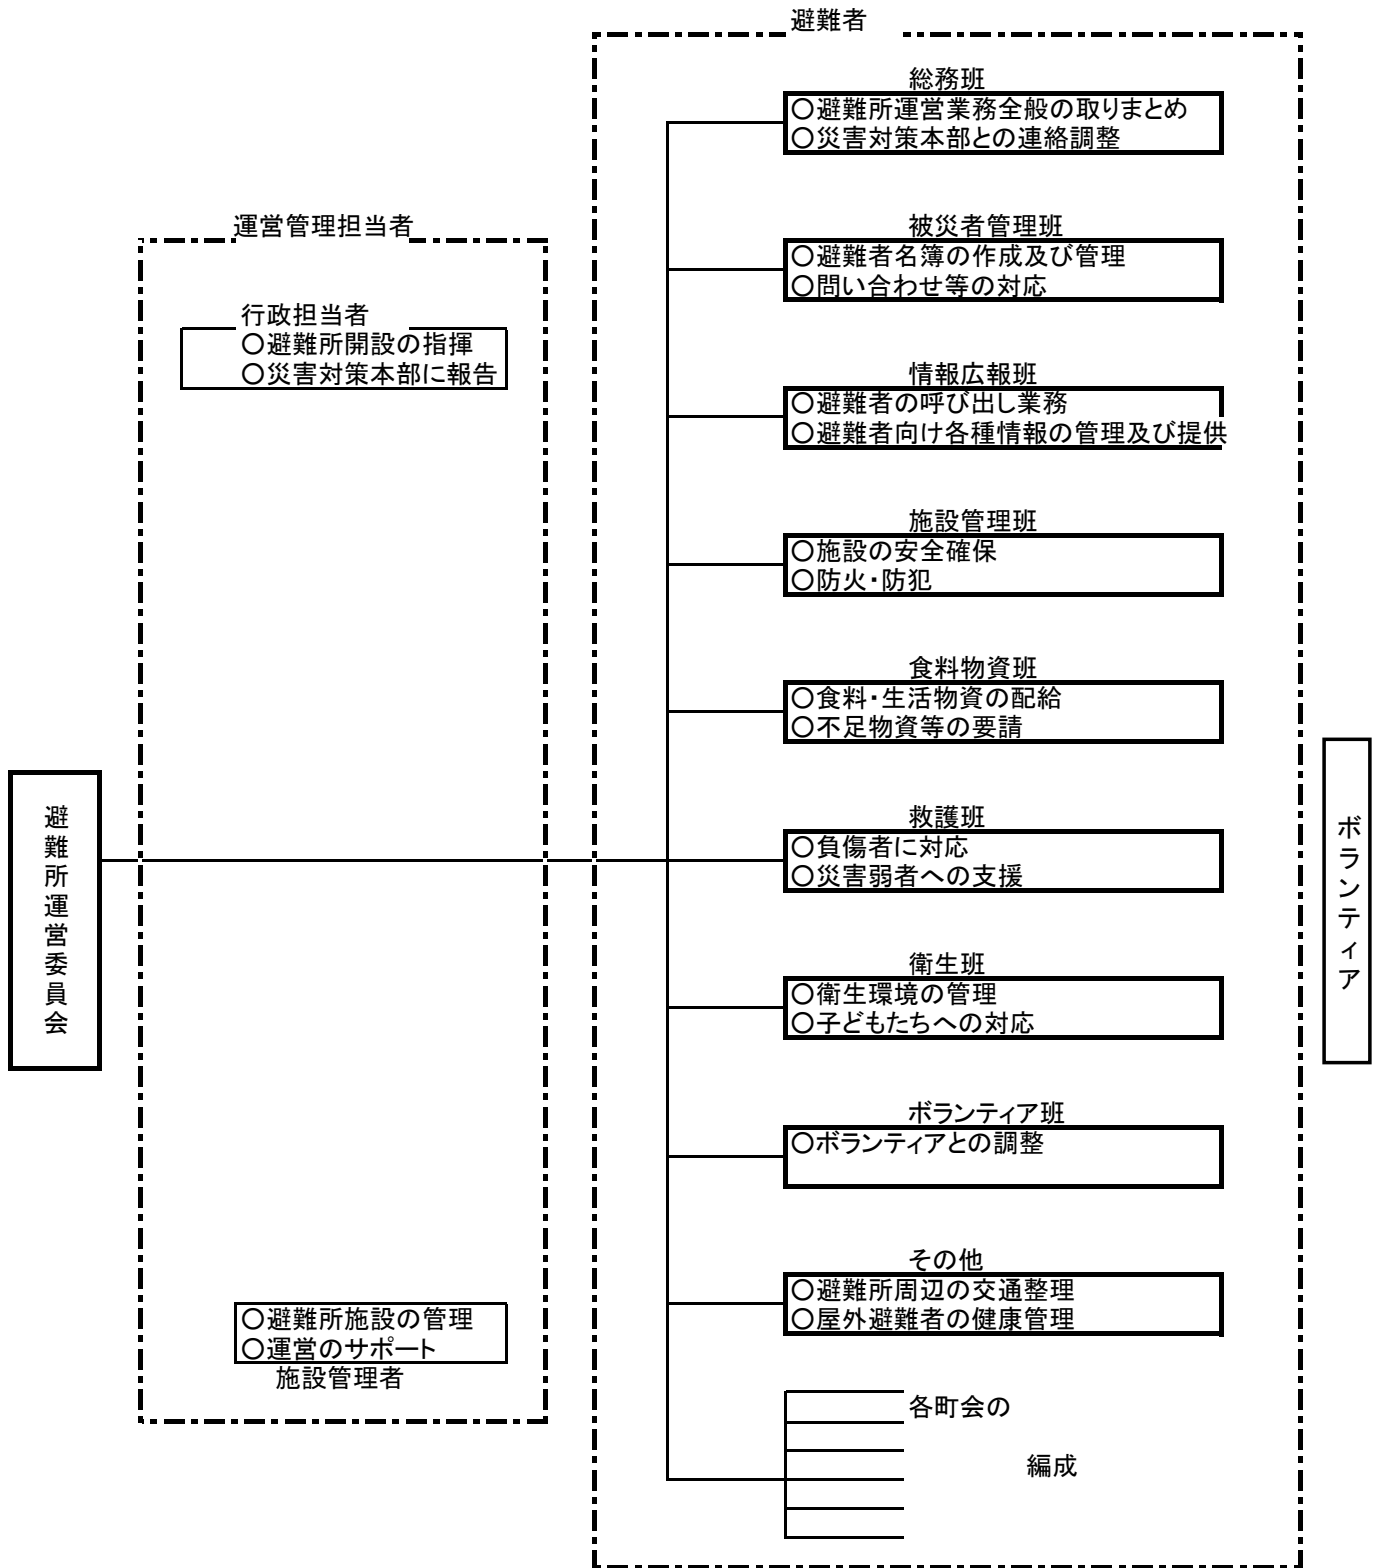 避難者
総務班
○避難所運営業務全般の取りまとめ
○災害対策本部との連絡調整
運営管理担当者
被災者管理班
○避難者名簿の作成及び管理
○問い合わせ等の対応
行政担当者
○避難所開設の指揮
○災害対策本部に報告
情報広報班
○避難者の呼び出し業務
○避難者向け各種情報の管理及び提供
施設管理班
○施設の安全確保
○防火・防犯
食料物資班
○食料・生活物資の配給
○不足物資等の要請
避難所運営委員会
救護班
○負傷者に対応
○災害弱者への支援
ボランティア
衛生班
○衛生環境の管理
○子どもたちへの対応
ボランティア班
○ボランティアとの調整
その他
○避難所周辺の交通整理
○屋外避難者の健康管理
○避難所施設の管理
○運営のサポート
施設管理者
各町会の
編成